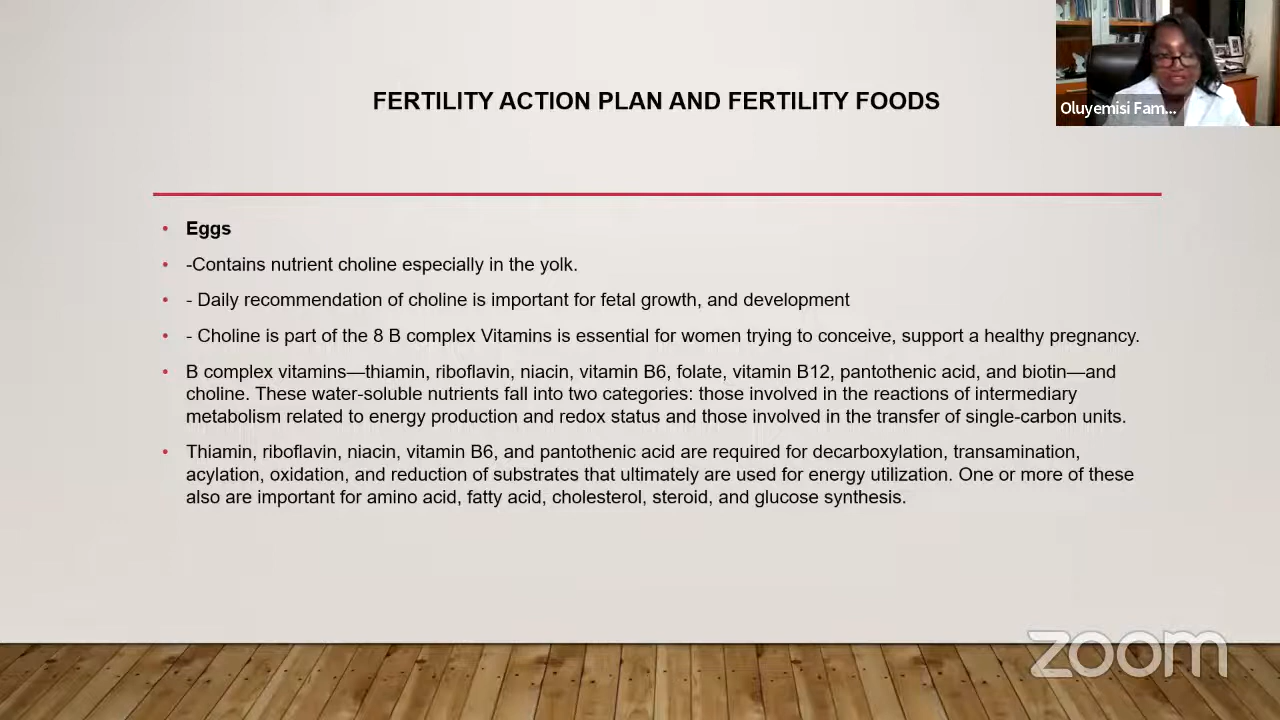 FERTILITY ACTION PLAN AND FERTILITY FOODS
Oluyemisi Fam...
• Eggs
• -Contains nutrient choline especially in the yolk.
• - Daily recommendation of choline is important for fetal growth, and development
• - Choline is part of the 8 B complex Vitamins is essential for women trying to conceive, support a healthy pregnancy.
• B complex vitamins—thiamin, riboflavin, niacin, vitamin B6, folate, vitamin B12, pantothenic acid, and biotin—and
choline. These water-soluble nutrients fall into two categories: those involved in the reactions of intermediary
metabolism related to energy production and redox status and those involved in the transfer of single-carbon units.
• Thiamin, riboflavin, niacin, vitamin B6, and pantothenic acid are required for decarboxylation, transamination,
acylation, oxidation, and reduction of substrates that ultimately are used for energy utilization. One or more of these
also are important for amino acid, fatty acid, cholesterol, steroid, and glucose synthesis.
zoom